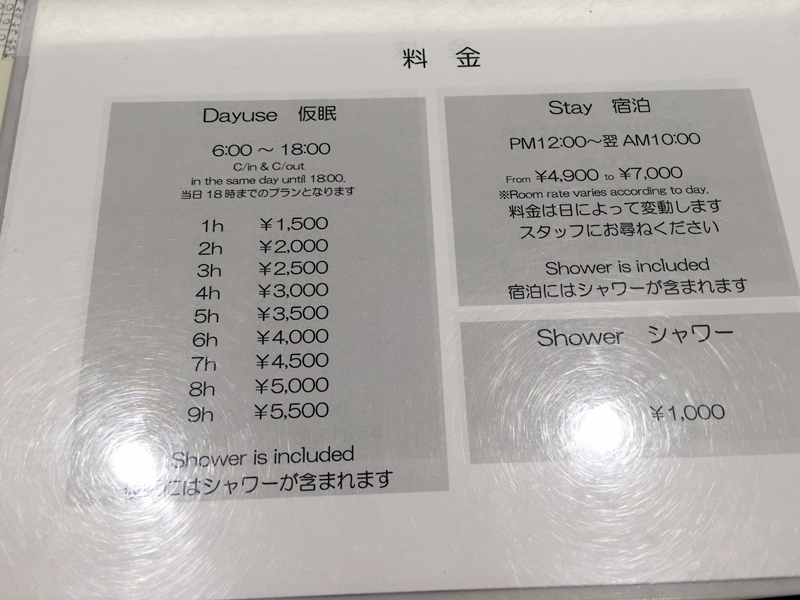 料 金
Dayuse 仮眠
6:00 ～ 18:00
C/in & C/out
in the same day until 18:00.
当日18時までのプランとなります
1h ¥1,500
2h ¥2,000
3h ¥2,500
4h ¥3,000
5h ¥3,500
6h ¥4,000
7h ¥4,500
8h ¥5,000
9h ¥5,500
Shower is included
にはシャワーが含まれます
Stay 宿泊
PM12:00～翌 AM10:00
From ¥4,900 to ¥7,000
※Room rate varies according to day.
料金は日によって変動します
スタッフにお尋ねください
Shower is included
宿泊にはシャワーが含まれます
Shower シャワー
¥1,000